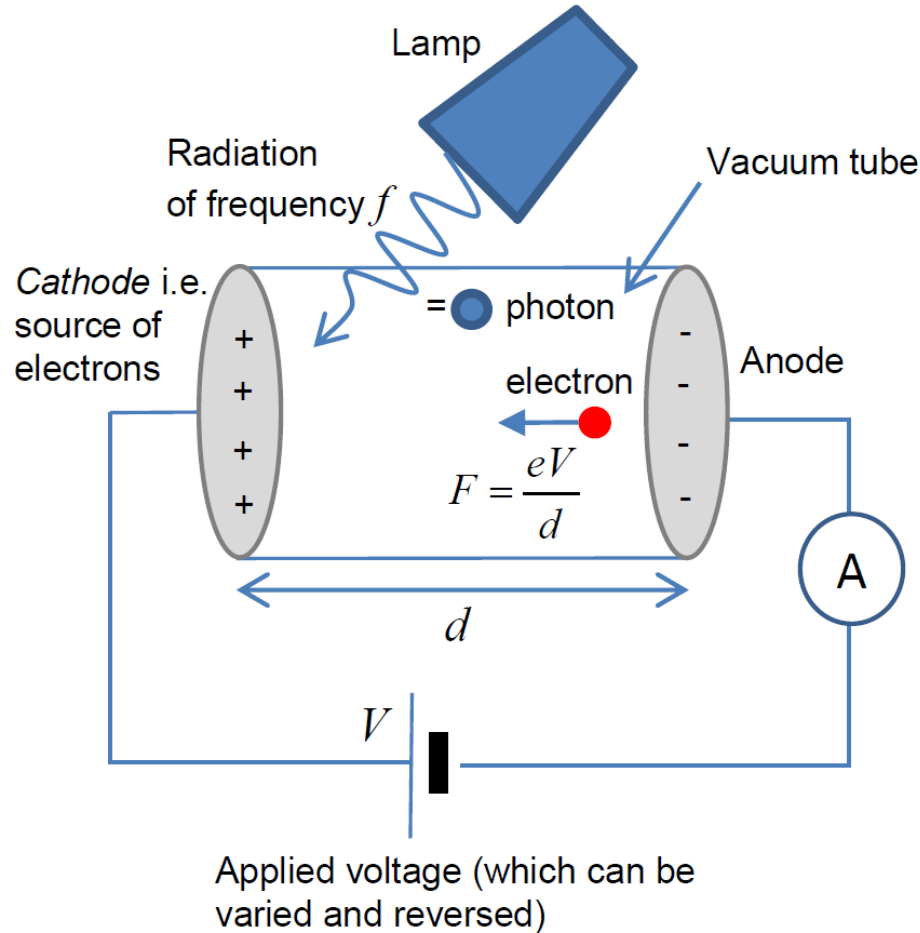 Lamp
Radiation
of frequency f
Vacuum tube
Cathode i.e.
source of
electrons
= photon
+
+
+
+
-
-
-
-
Anode
electron
F = eV/d
A
d
V
Applied voltage (which can be
varied and reversed)